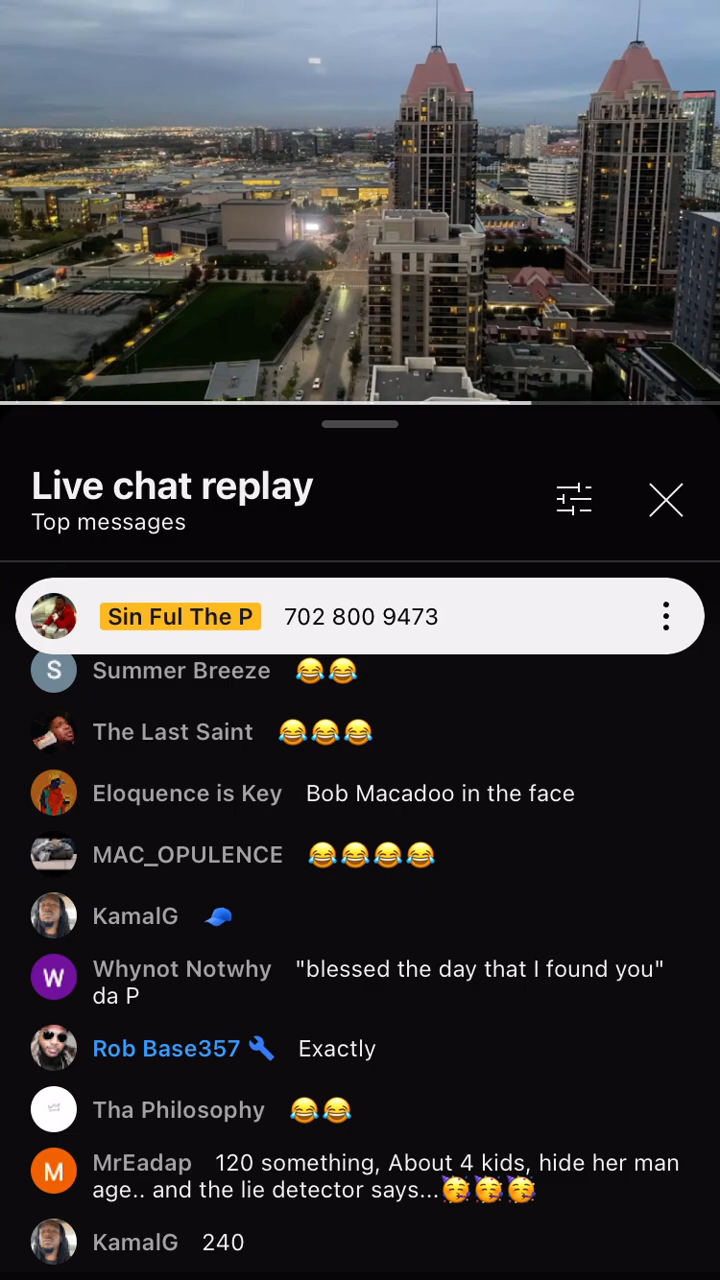 Live chat replay
Top messages
Sin Ful The P 702 800 9473
S Summer Breeze 😂😂
The Last Saint 😂😂😂
Eloquence is Key Bob Macadoo in the face
MAC_OPULENCE 😂😂😂😂
KamalG 🧢
W Whynot Notwhy "blessed the day that I found you"
da P
Rob Base357 🔧 Exactly
Tha Philosophy 😂😂
M MrEadap 120 something, About 4 kids, hide her man
age.. and the lie detector says...🥳🥳🥳
KamalG 240